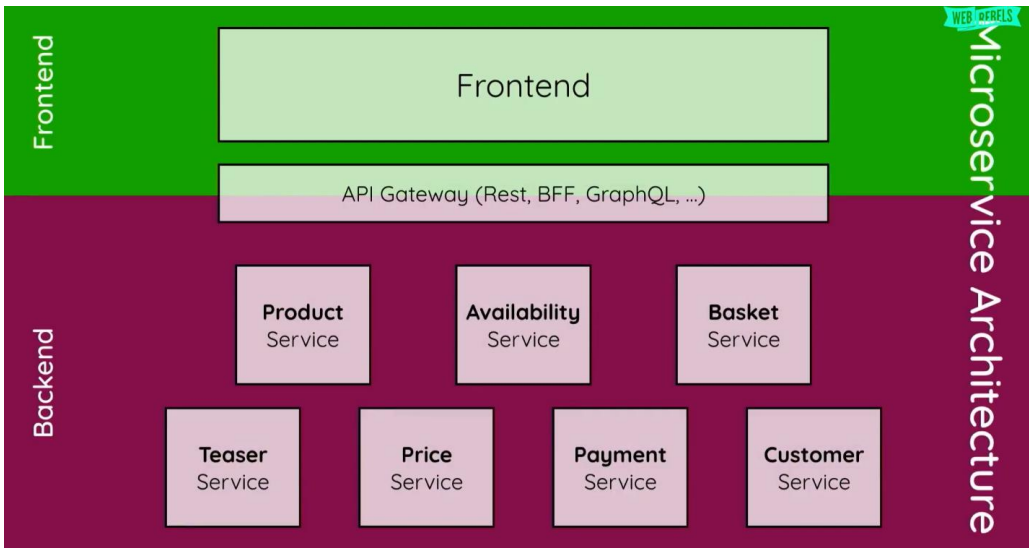 WEB REBELS
Frontend
Frontend
API Gateway (Rest, BFF, GraphQL, ...)
Backend
Product
Service
Availability
Service
Basket
Service
Teaser
Service
Price
Service
Payment
Service
Customer
Service
Microservice Architecture